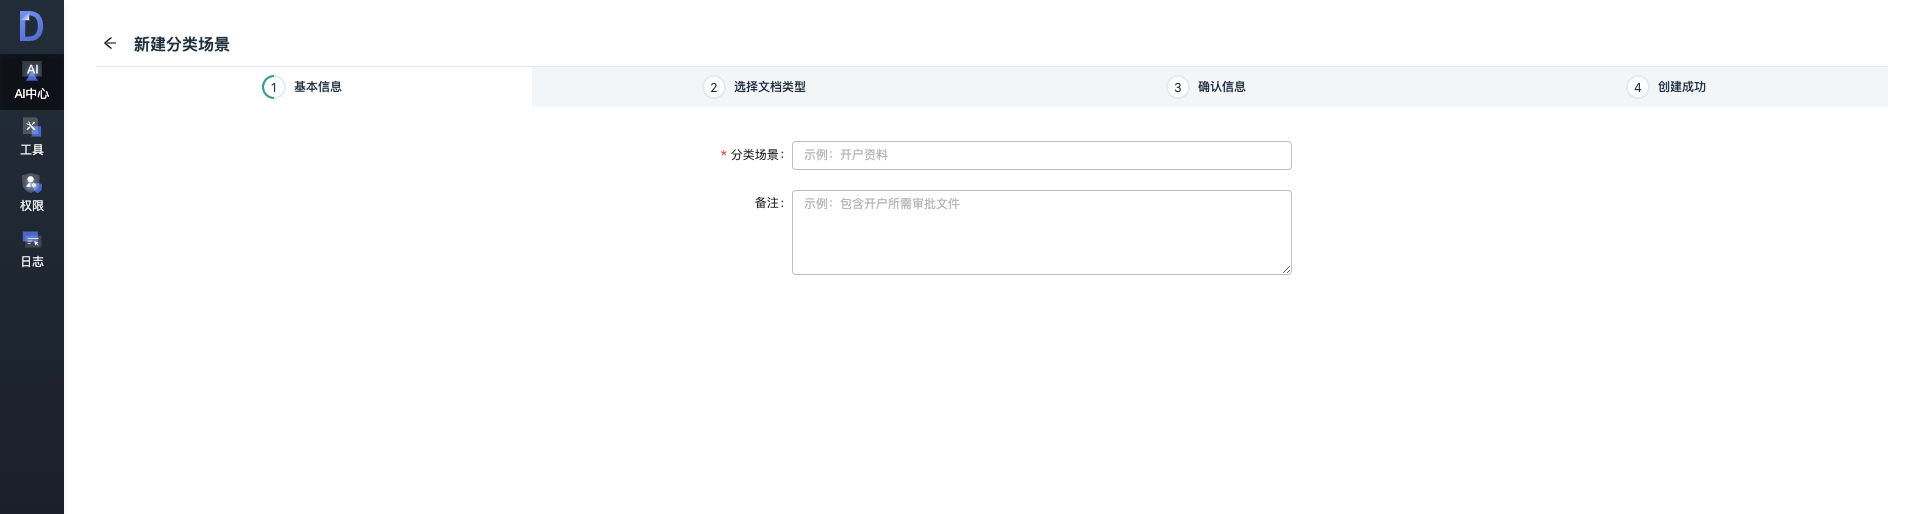 D
AI
AI中心
工具
权限
日志
新建分类场景
1 基本信息
2 选择文档类型
3 确认信息
4 创建成功
* 分类场景: 示例：开户资料
备注: 示例：包含开户所需审批文件